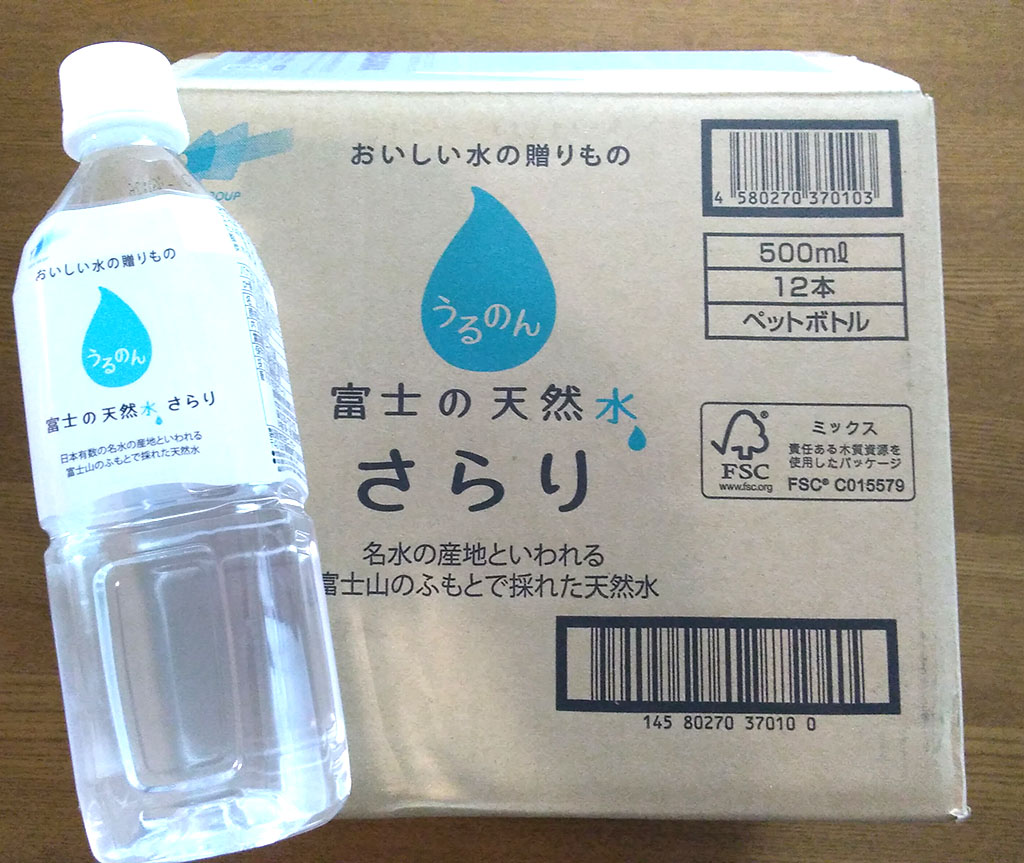 おいしい水の贈りもの
うるのん
富士の天然水 さらり
日本有数の名水の産地といわれる
富士山のふもとで採れた天然水
ROUP
おいしい水の贈りもの
うるのん
富士の天然水
さらり
名水の産地といわれる
富士山のふもとで採れた天然水
4 580270 370103
500mℓ
12本
ペットボトル
FSC®
www.fsc.org
ミックス
責任ある木質資源を
使用したパッケージ
FSC® C015579
145 80270 37010 0